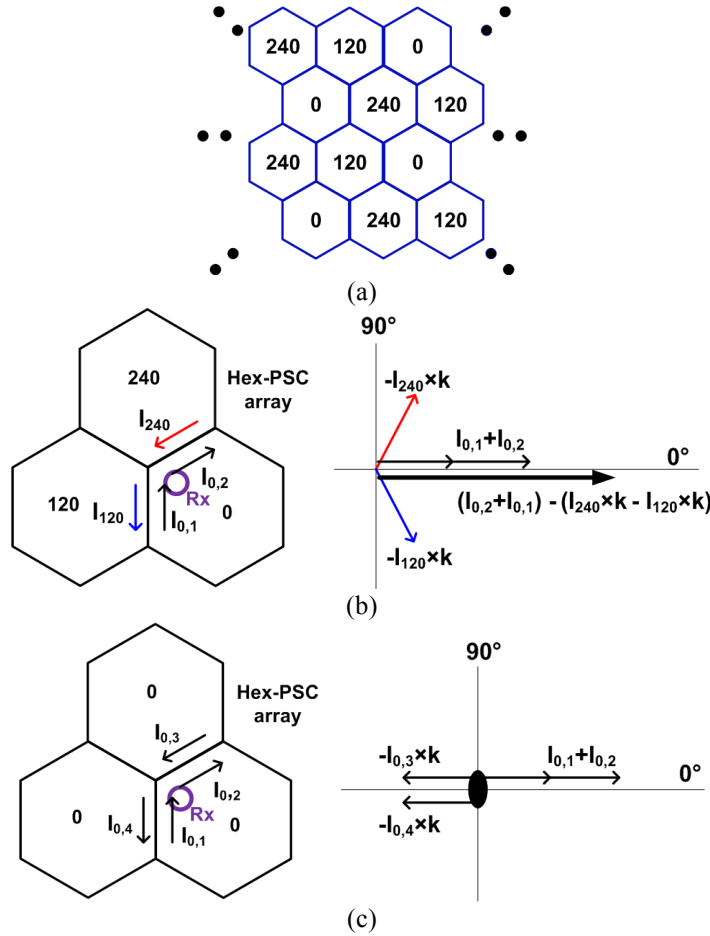 240 120 0
0 240 120
240 120 0
0 240 120
(a)
240
Hex-PSC
array
I240
I0,2
120
I120
Rx
0
I0,1
90°
-I240×k
I0,1+I0,2
0°
(I0,2+I0,1) -(I240×k - I120×k)
-I120×k
(b)
0
Hex-PSC
array
I0,3
I0,2
0
I0,4
Rx
0
I0,1
90°
-I0,3×k
I0,1+I0,2
0°
-I0,4×k
(c)